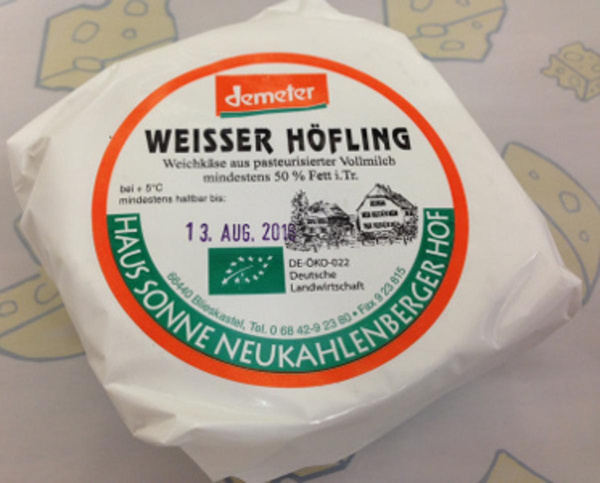 demeter
WEISSER HÖFLING
Weichkäse aus pasteurisierter Vollmilch
mindestens 50 % Fett i.Tr.
bei + 5°C
mindestens haltbar bis:
13. AUG.
DE-ÖKO-022
Deutsche
Landwirtschaft
66440 Blieskastel, Tel. 0 68 42-9 23 80 • Fax 9 23 815
HAUS SONNE NEUKAHLENBERGER HOF